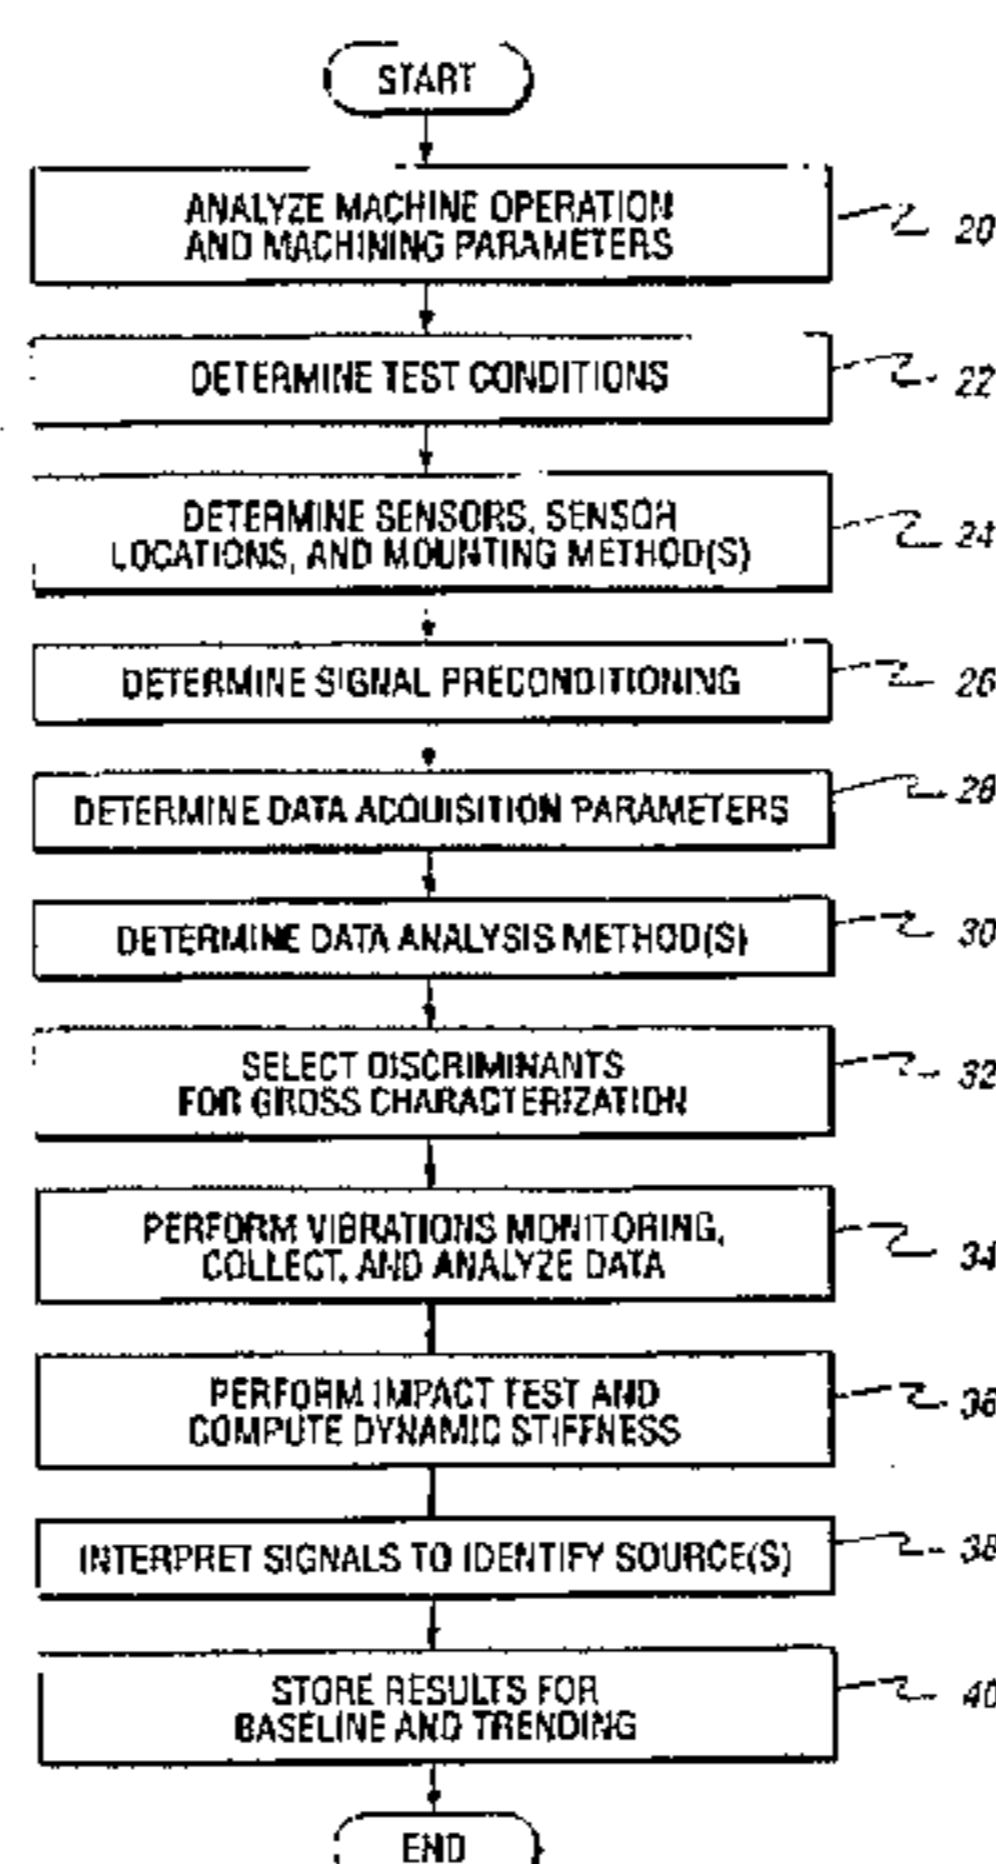 START
ANALYZE MACHINE OPERATION
AND MACHINING PARAMETERS
20
DETERMINE TEST CONDITIONS
22
DETERMINE SENSORS, SENSOR
LOCATIONS, AND MOUNTING METHOD(S)
24
DETERMINE SIGNAL PRECONDITIONING
26
DETERMINE DATA ACQUISITION PARAMETERS
28
DETERMINE DATA ANALYSIS METHOD(S)
30
SELECT DISCRIMINANTS
FOR GROSS CHARACTERIZATION
32
PERFORM VIBRATIONS MONITORING,
COLLECT, AND ANALYZE DATA
34
PERFORM IMPACT TEST AND
COMPUTE DYNAMIC STIFFNESS
36
INTERPRET SIGNALS TO IDENTIFY SOURCE(S)
38
STORE RESULTS FOR
BASELINE AND TRENDING
40
END